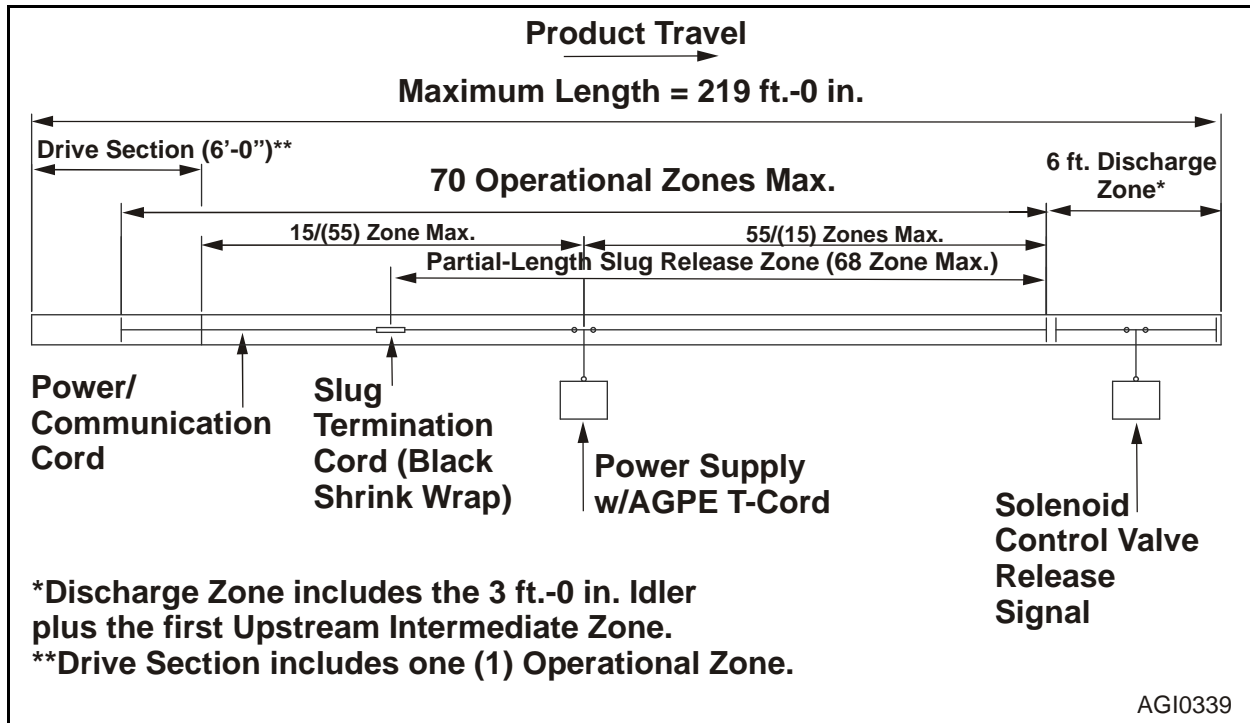 Product Travel
Maximum Length = 219 ft.-0 in.
Drive Section (6’-0”)**
6 ft. Discharge
Zone*
70 Operational Zones Max.
15/(55) Zone Max.
55/(15) Zones Max.
Partial-Length Slug Release Zone (68 Zone Max.)
Power/
Communication
Cord
Slug
Termination
Cord (Black
Shrink Wrap)
Power Supply
w/AGPE T-Cord
Solenoid
Control Valve
Release
Signal
*Discharge Zone includes the 3 ft.-0 in. Idler
plus the first Upstream Intermediate Zone.
**Drive Section includes one (1) Operational Zone.
AGI0339